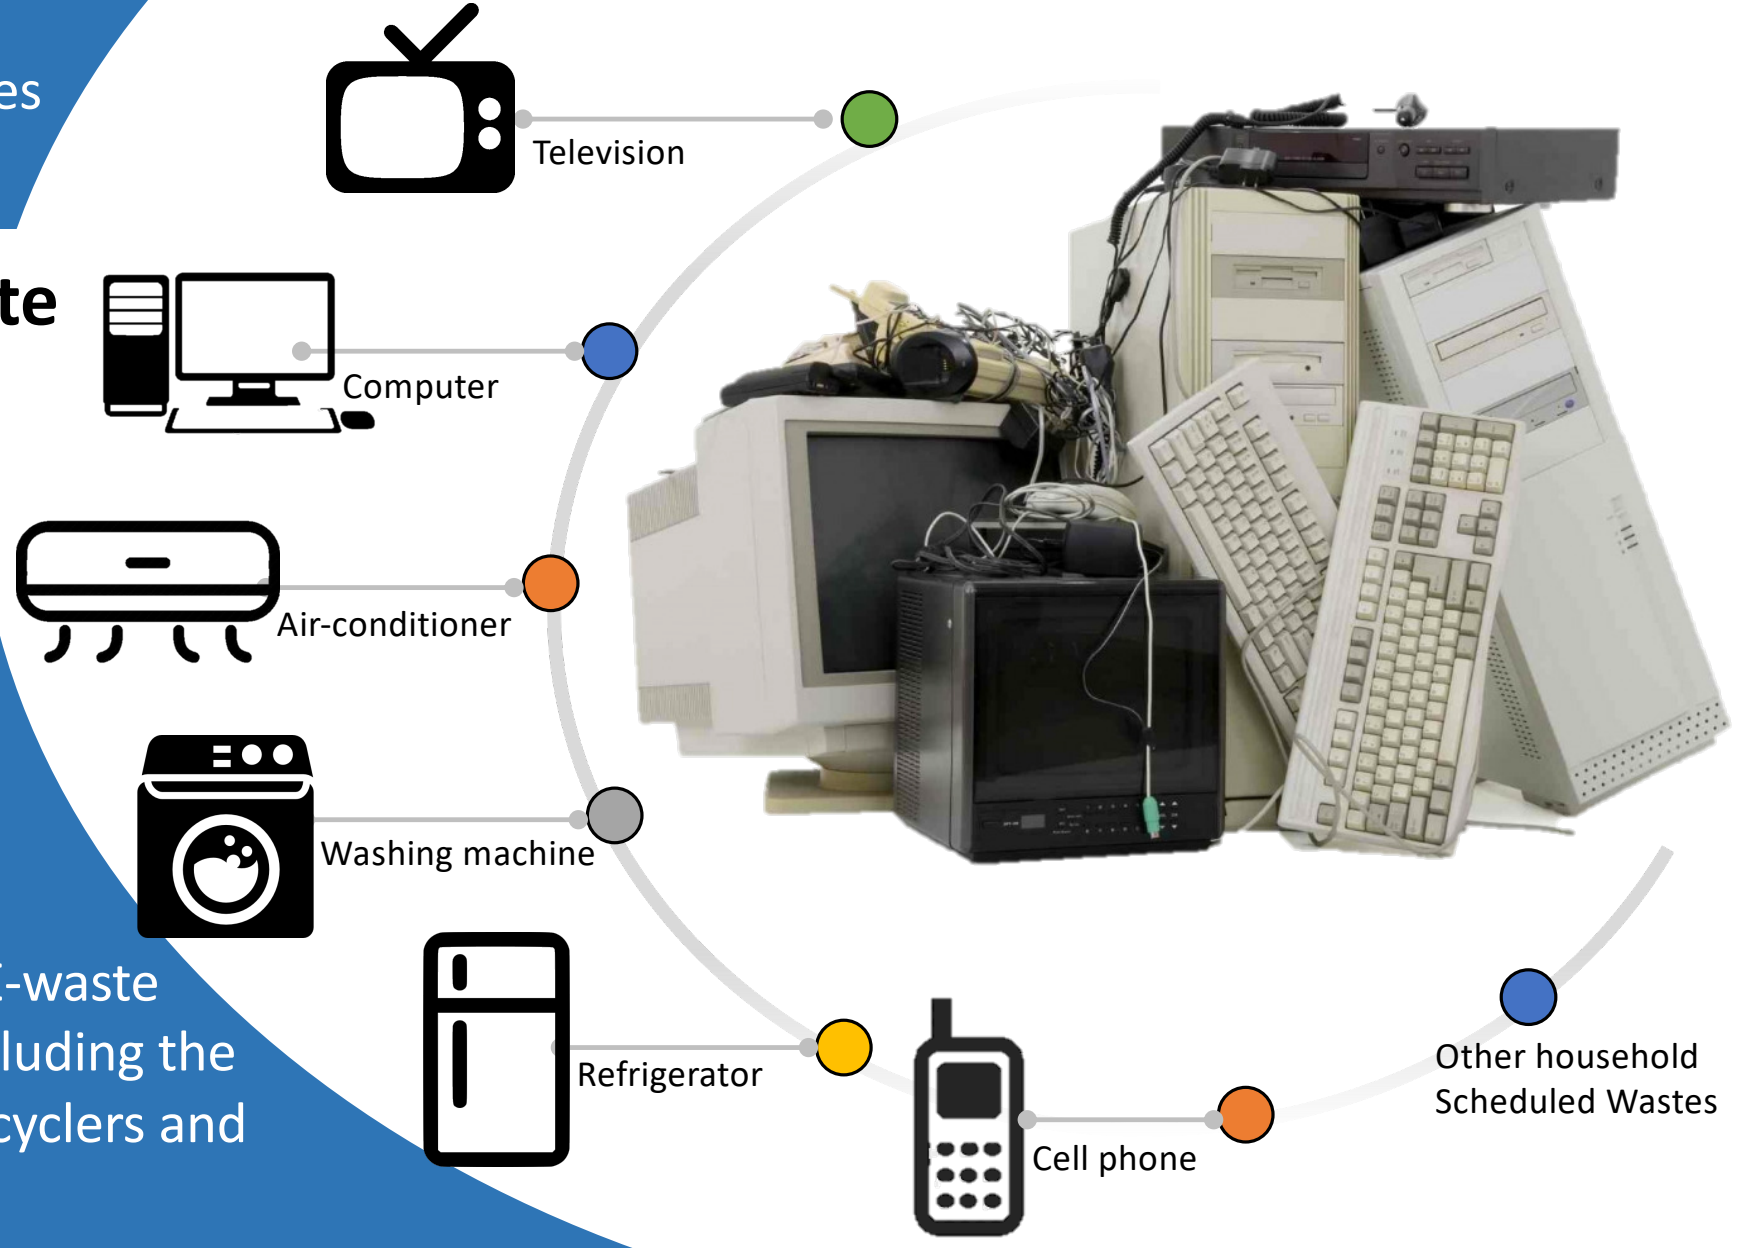 es
Television
te
Computer
Air-conditioner
Washing machine
E-waste
luding the
cyclers and
Refrigerator
Other household
Scheduled Wastes
Cell phone